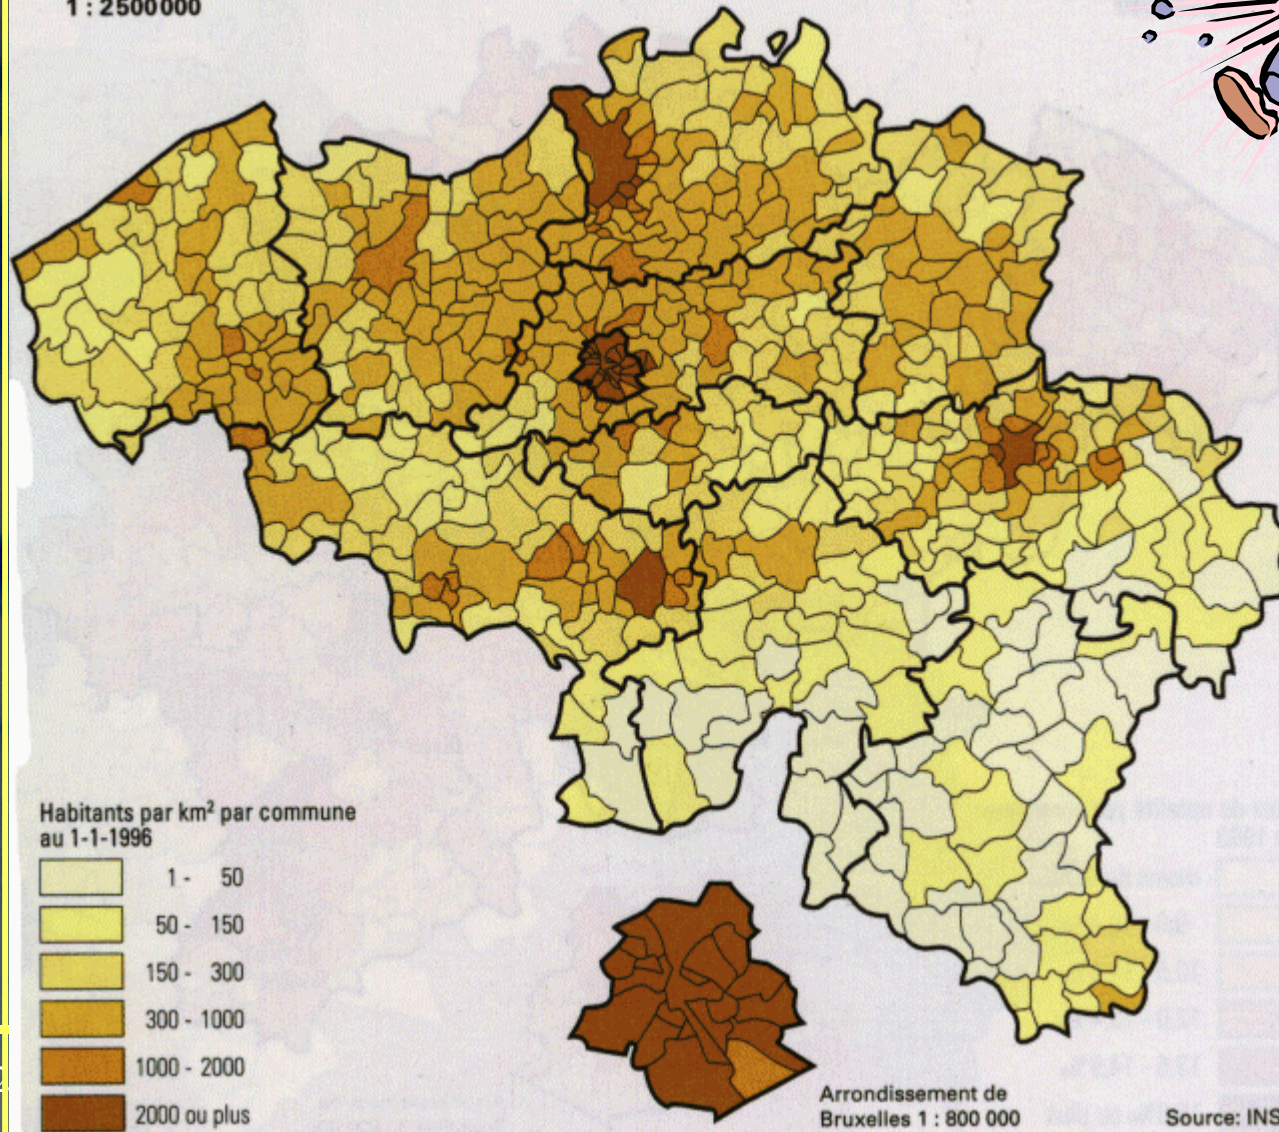 1 : 2500000
Habitants par km² par commune
au 1-1-1996
1 - 50
50 - 150
150 - 300
300 - 1000
1000 - 2000
2000 ou plus
Arrondissement de
Bruxelles 1 : 800 000
Source: INS